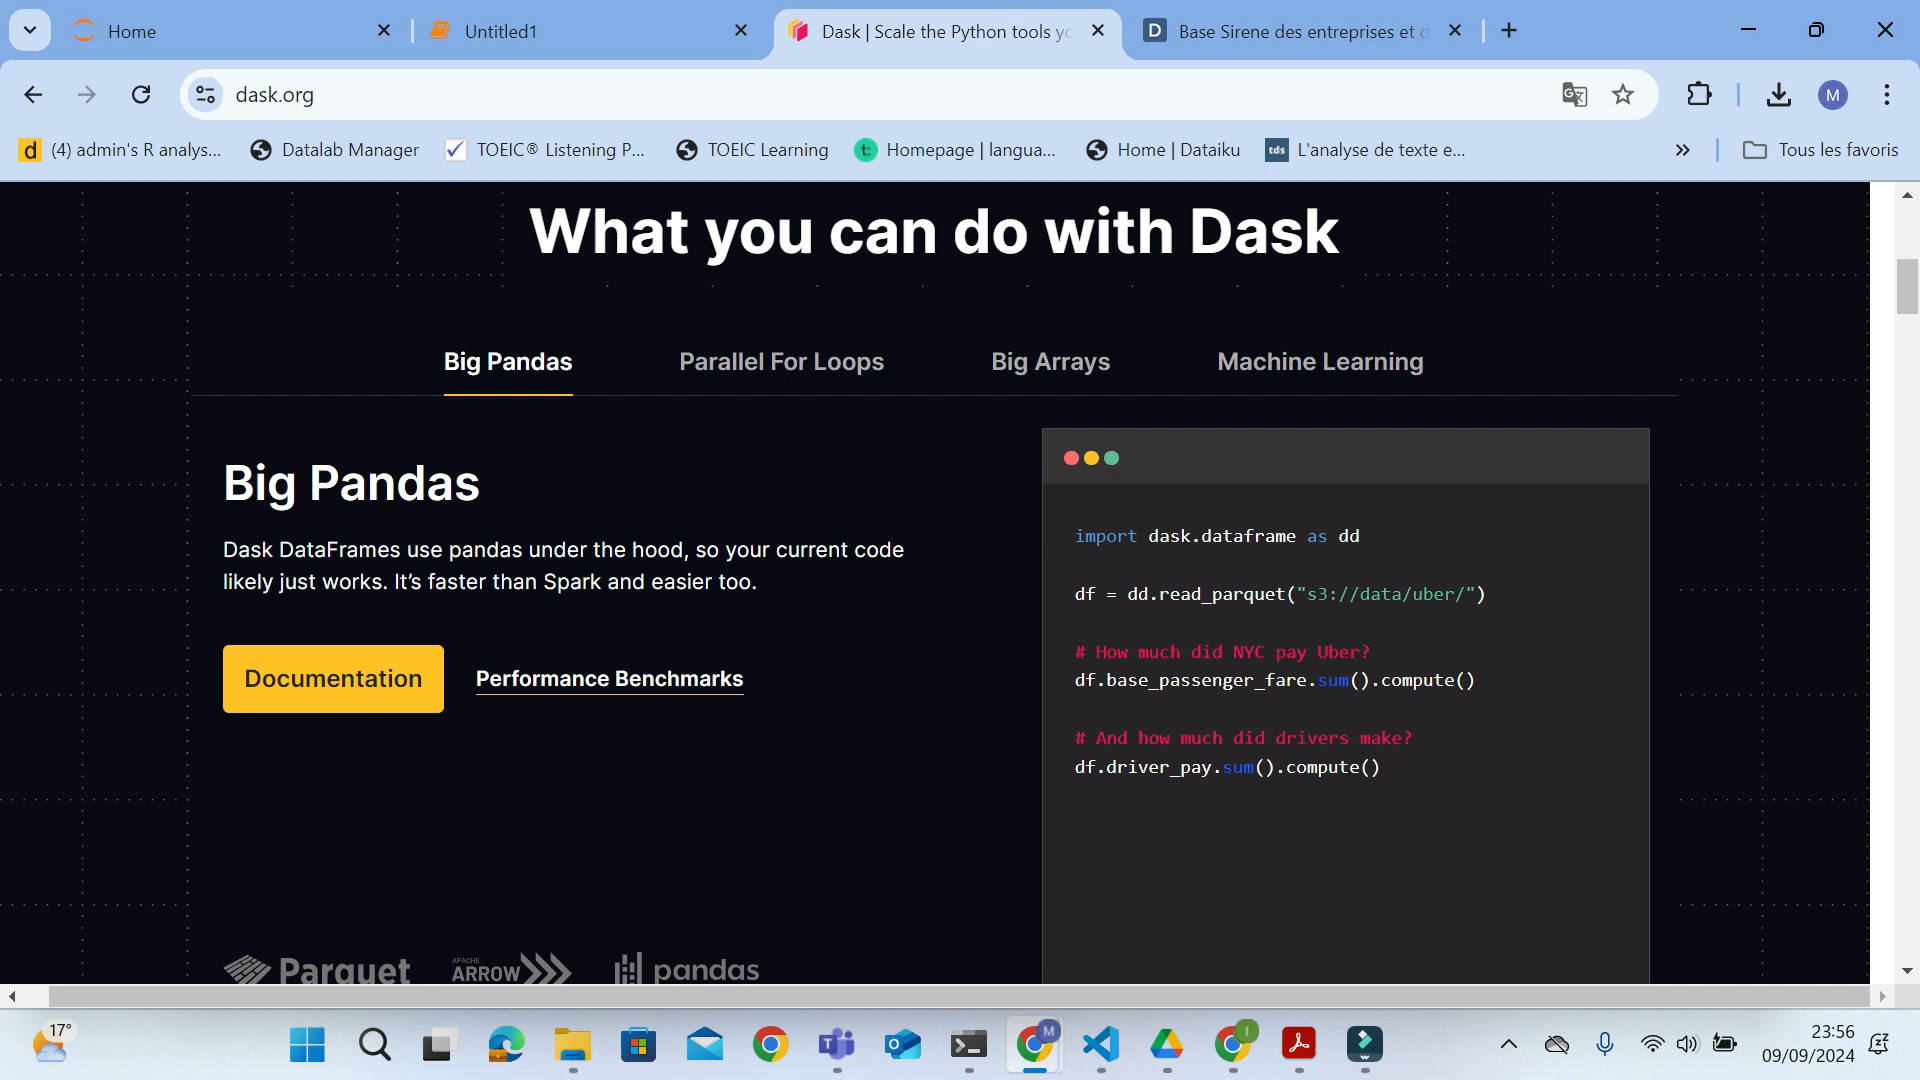 Home
Untitled1
Dask | Scale the Python tools yo
Base Sirene des entreprises et d
dask.org
M
(4) admin's R analys...
Datalab Manager
TOEIC® Listening P...
TOEIC Learning
Homepage | langua...
Home | Dataiku
tds
L'analyse de texte e...
Tous les favoris
What you can do with Dask
Big Pandas
Parallel For Loops
Big Arrays
Machine Learning
Big Pandas
Dask DataFrames use pandas under the hood, so your current code
likely just works. It's faster than Spark and easier too.
Documentation
Performance Benchmarks
import dask.dataframe as dd
df = dd.read_parquet("s3://data/uber/")
# How much did NYC pay Uber?
df.base_passenger_fare.sum().compute()
# And how much did drivers make?
df.driver_pay.sum().compute()
Parquet
APACHE
ARROW
pandas
17°
23:56
09/09/2024